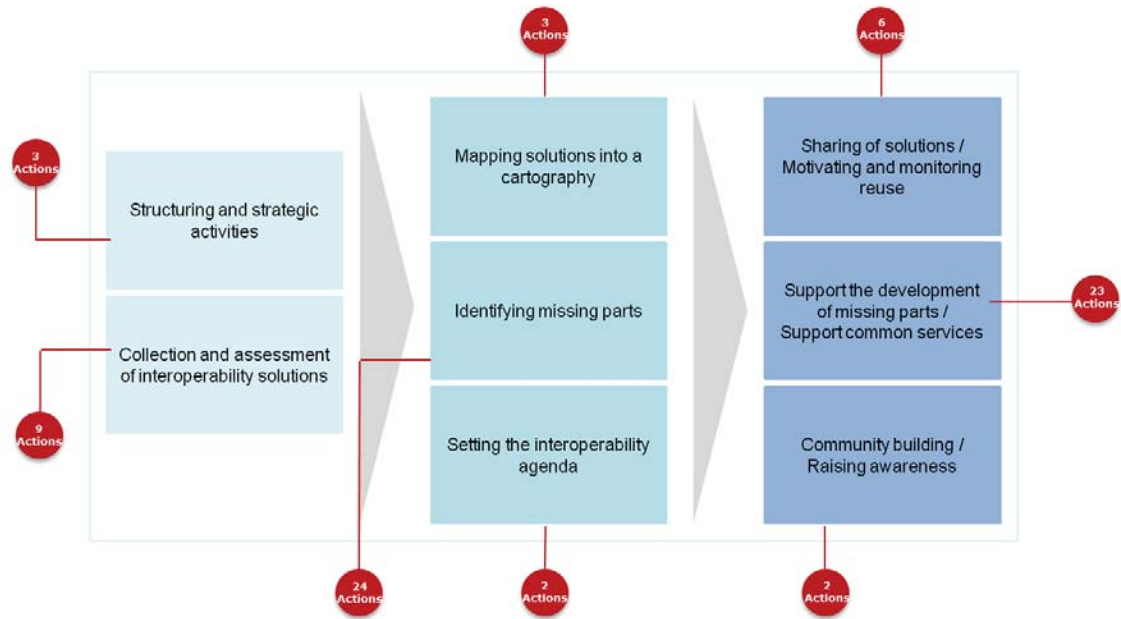 3
Actions
6
Actions
3
Actions
Structuring and strategic
activities
Collection and assessment
of interoperability solutions
9
Actions
Mapping solutions into a
cartography
Identifying missing parts
Setting the interoperability
agenda
Sharing of solutions /
Motivating and monitoring
reuse
Support the development
of missing parts /
Support common services
Community building /
Raising awareness
23
Actions
24
Actions
2
Actions
2
Actions